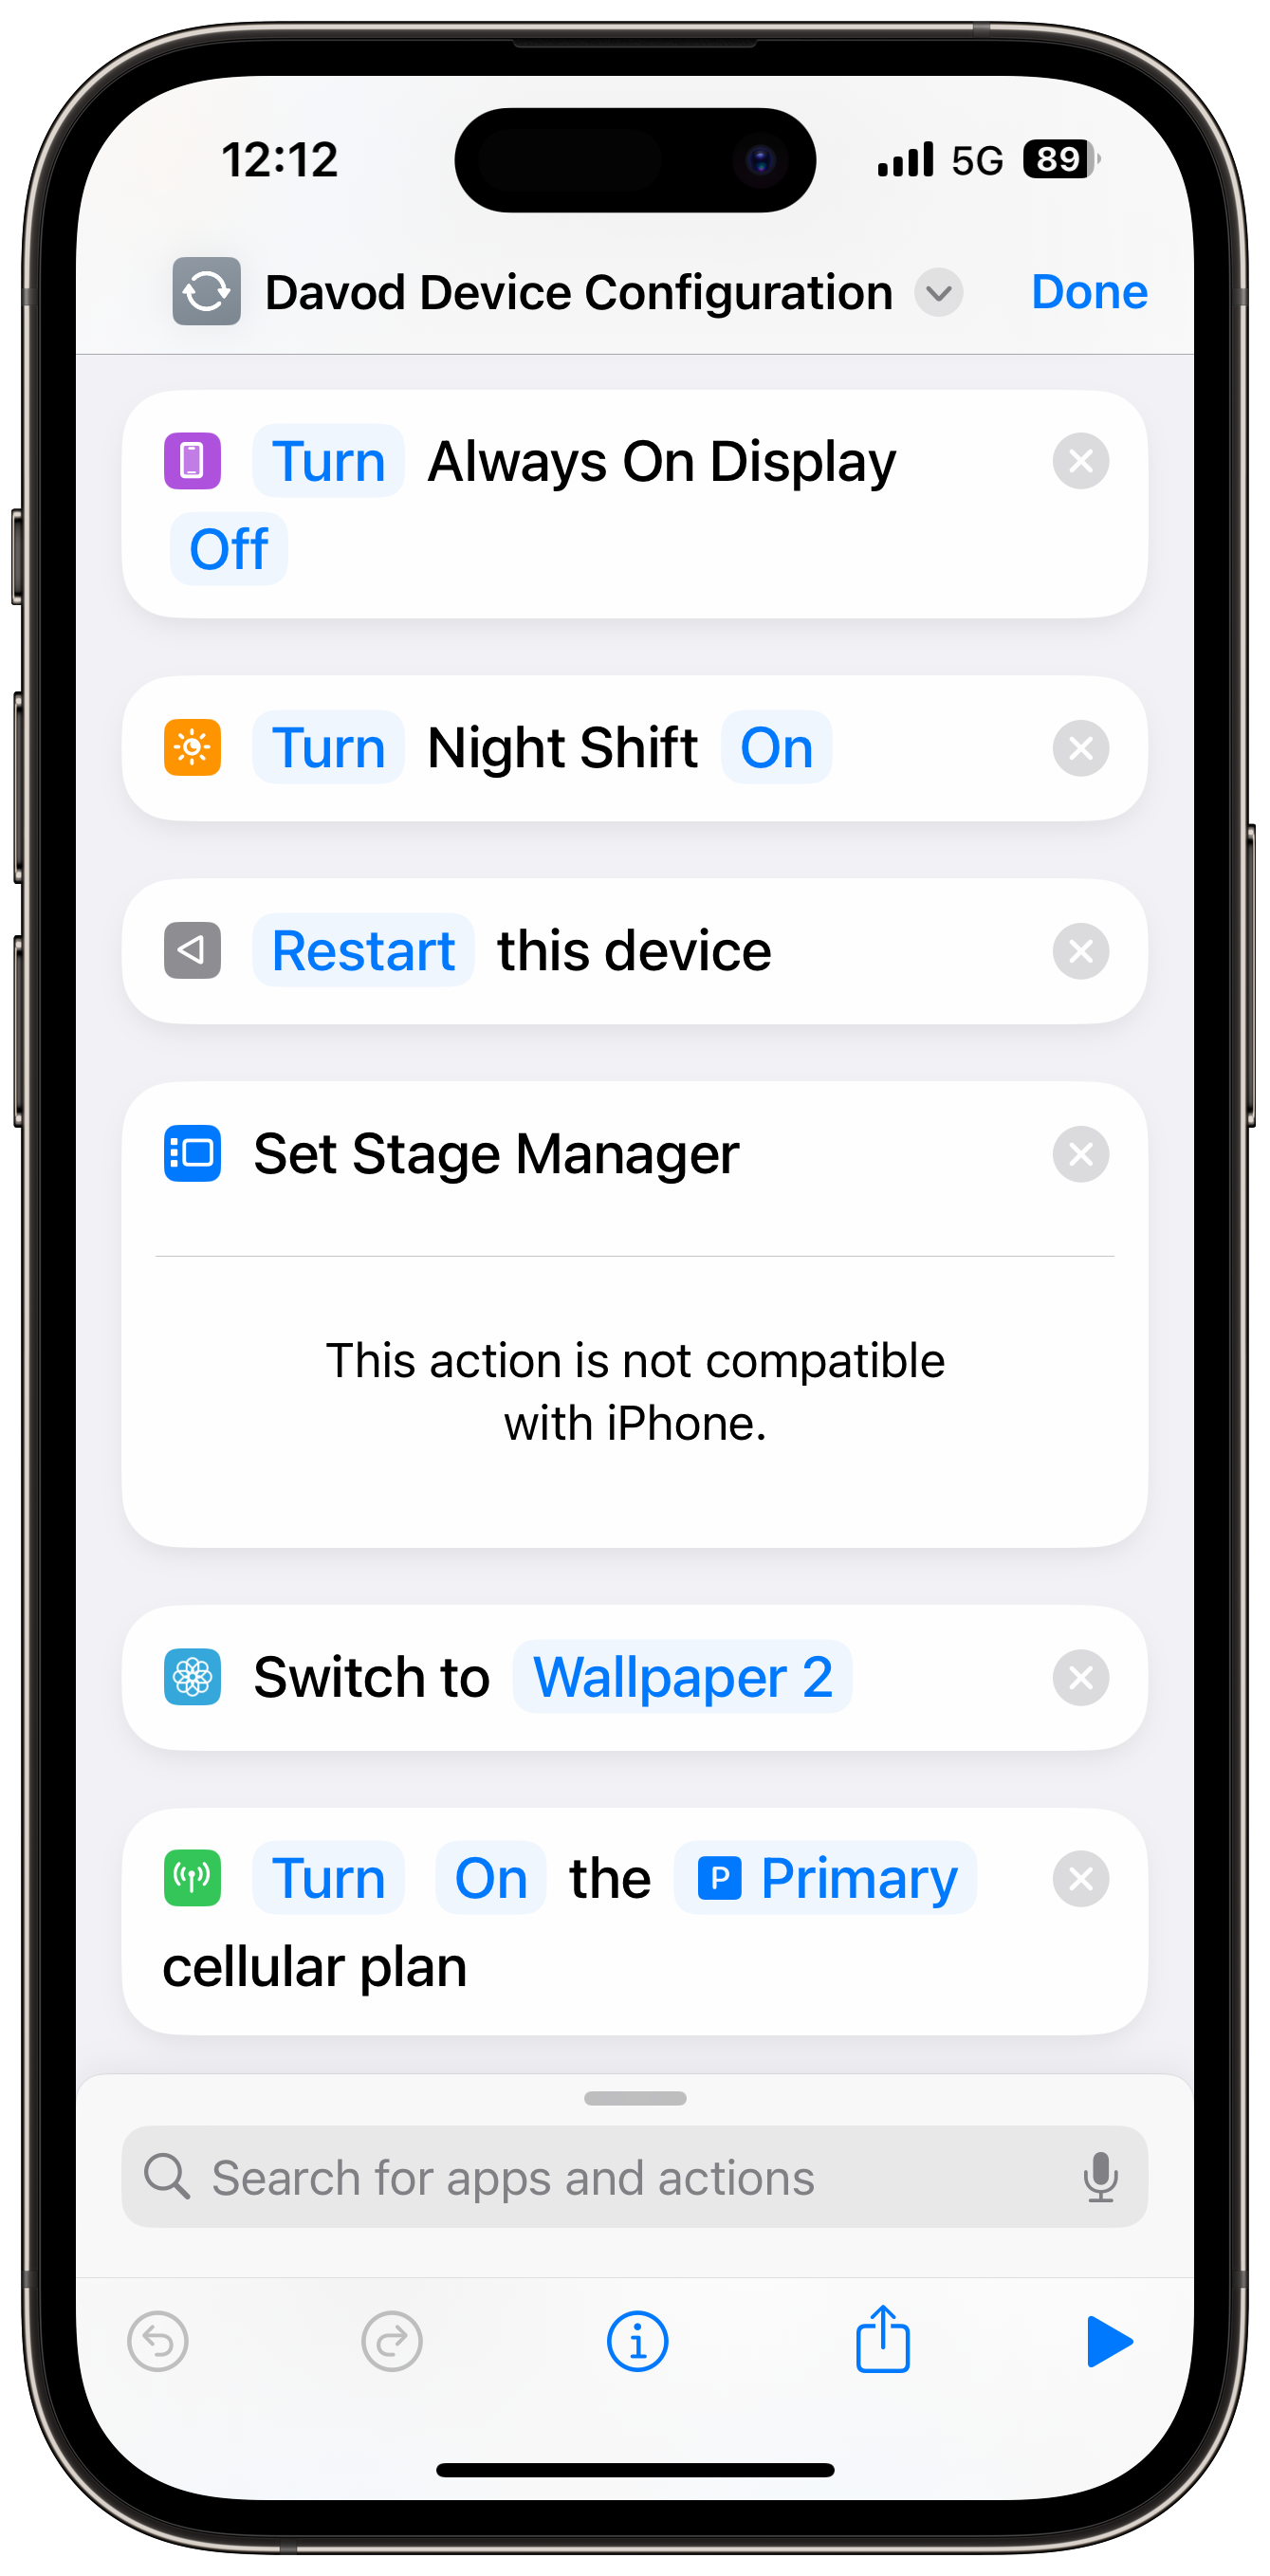 12:12 5G 89
Davod Device Configuration Done
Turn Always On Display
Off
Turn Night Shift On
Restart this device
Set Stage Manager
This action is not compatible
with iPhone.
Switch to Wallpaper 2
Turn On the P Primary
cellular plan
Search for apps and actions